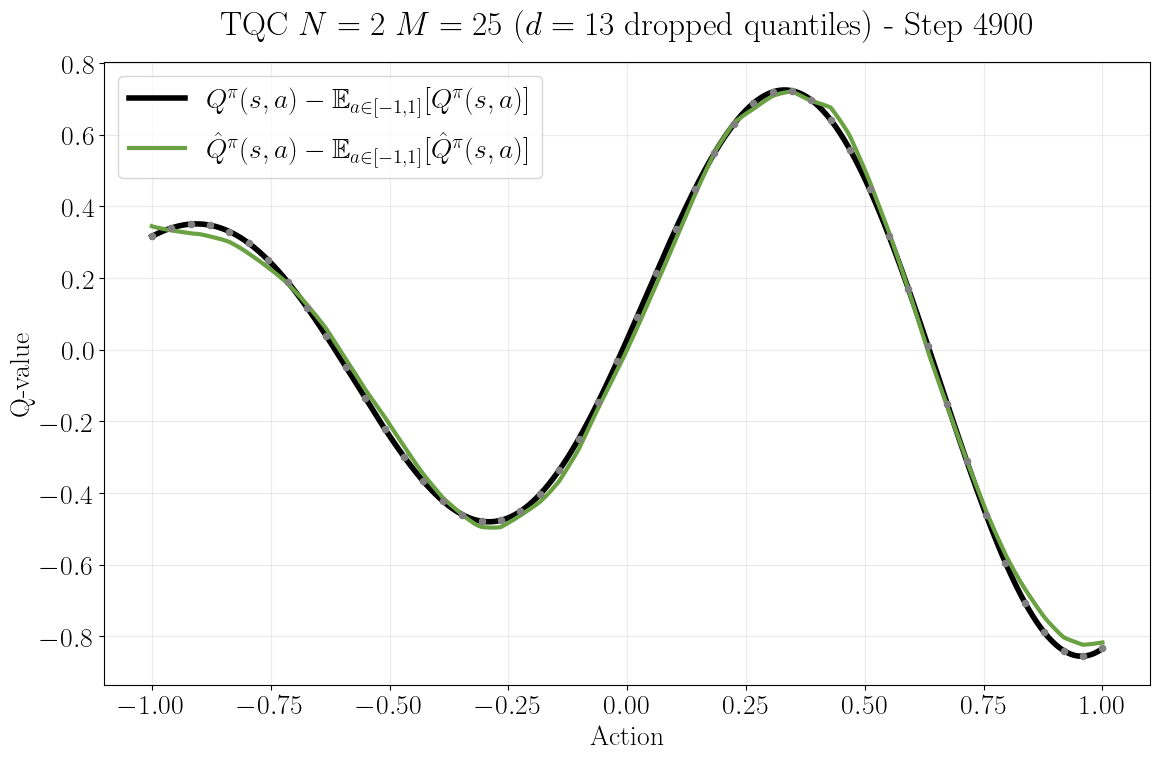 TQC N = 2 M = 25 (d = 13 dropped quantiles) - Step 4900
Q^π(s, a) − 𝔼_{a∈[−1,1]}[Q^π(s, a)]
Q̂^π(s, a) − 𝔼_{a∈[−1,1]}[Q̂^π(s, a)]
0.8
0.6
0.4
0.2
0.0
−0.2
−0.4
−0.6
−0.8
Q-value
−1.00 −0.75 −0.50 −0.25 0.00 0.25 0.50 0.75 1.00
Action